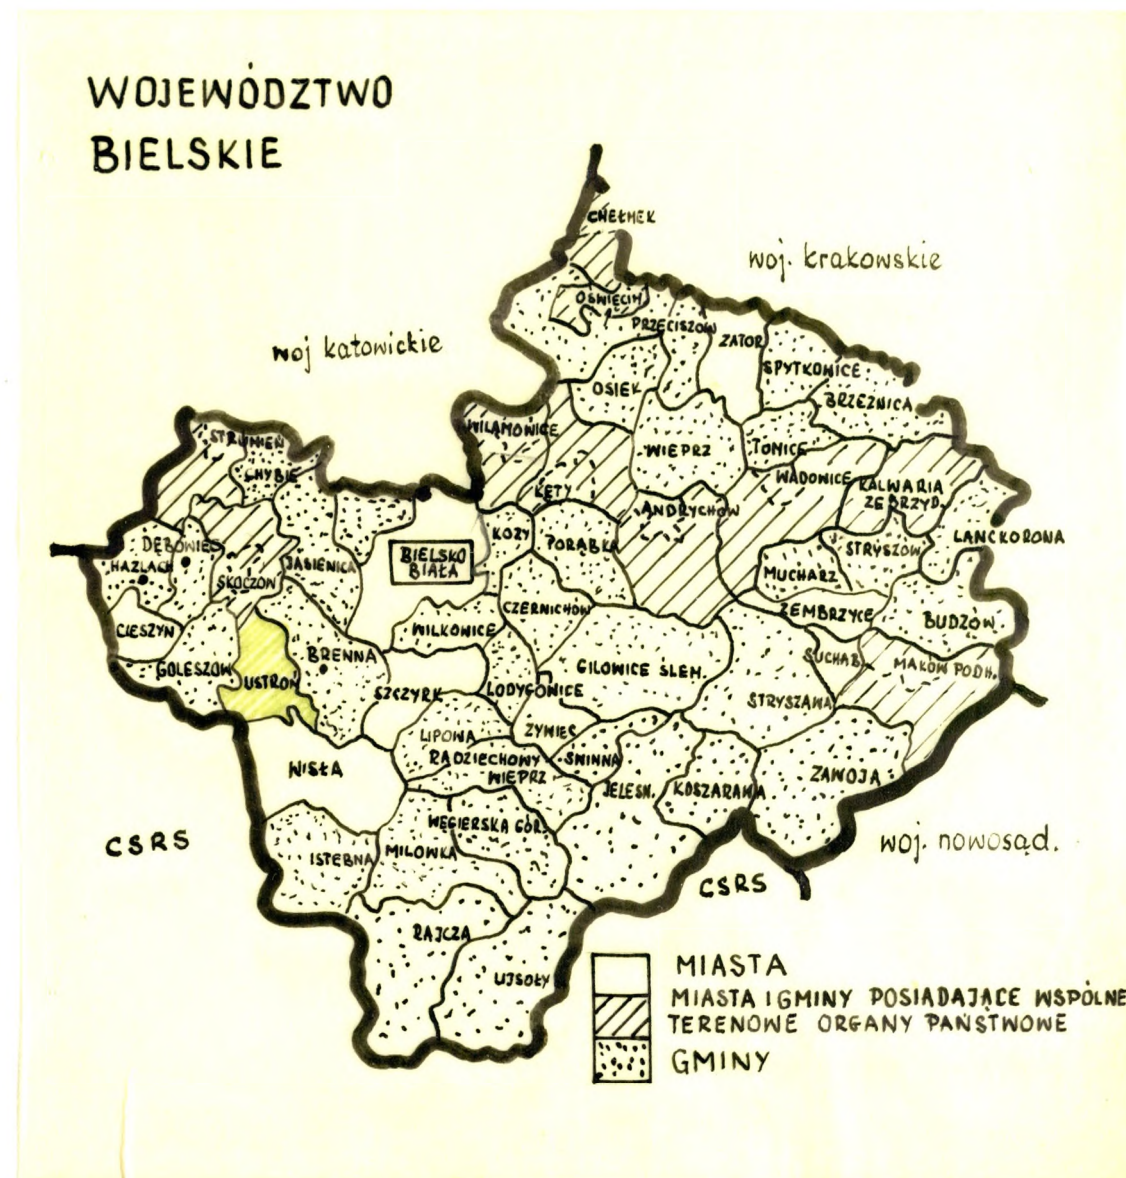 WOJEWÓDZTWO
BIELSKIE
CHEŁMEK
woj. krakowskie
OŚWIĘCIM
PRZECISZÓW
ZATOR
woj katowickie
SPYTKOWICE
OSIEK
BRZEŹNICA
WILAMOWICE
STRUMIEŃ
WIEPRZ
TOMICE
CHYBIE
WADOWICE
KALWARIA
ZEBRZYD.
KĘTY
ANDRYCHÓW
KOZY
PORĄBKA
LANCKORONA
DĘBOWIEC
STRYSZÓW
BIELSKO
BIAŁA
HAŻLACH
JASIENICA
SKOCZÓW
MUCHARZ
CZERNICHÓW
ZEMBRZYCE
BUDZÓW.
CIESZYN
WILKOWICE
BRENNA
SUCHAB.
MAKÓW PODH.
GOLESZÓW
GILOWICE ŚLEM.
USTROŃ
SZCZYRK
ŁODYGOWICE
STRYSZAWA
LIPOWA
ŻYWIEC
RADZIECHOWY
WIEPRZ
ŚWINNA
WISŁA
ZAWOJA
JELEŚN.
KOSZARAWA
WĘGIERSKA GÓR.
CSRS
woj. nowosąd.
ISTEBNA
MILÓWKA
CSRS
RAJCZA
UJSOŁY
MIASTA
MIASTA I GMINY POSIADAJĄCE WSPÓLNE
TERENOWE ORGANY PAŃSTWOWE
GMINY